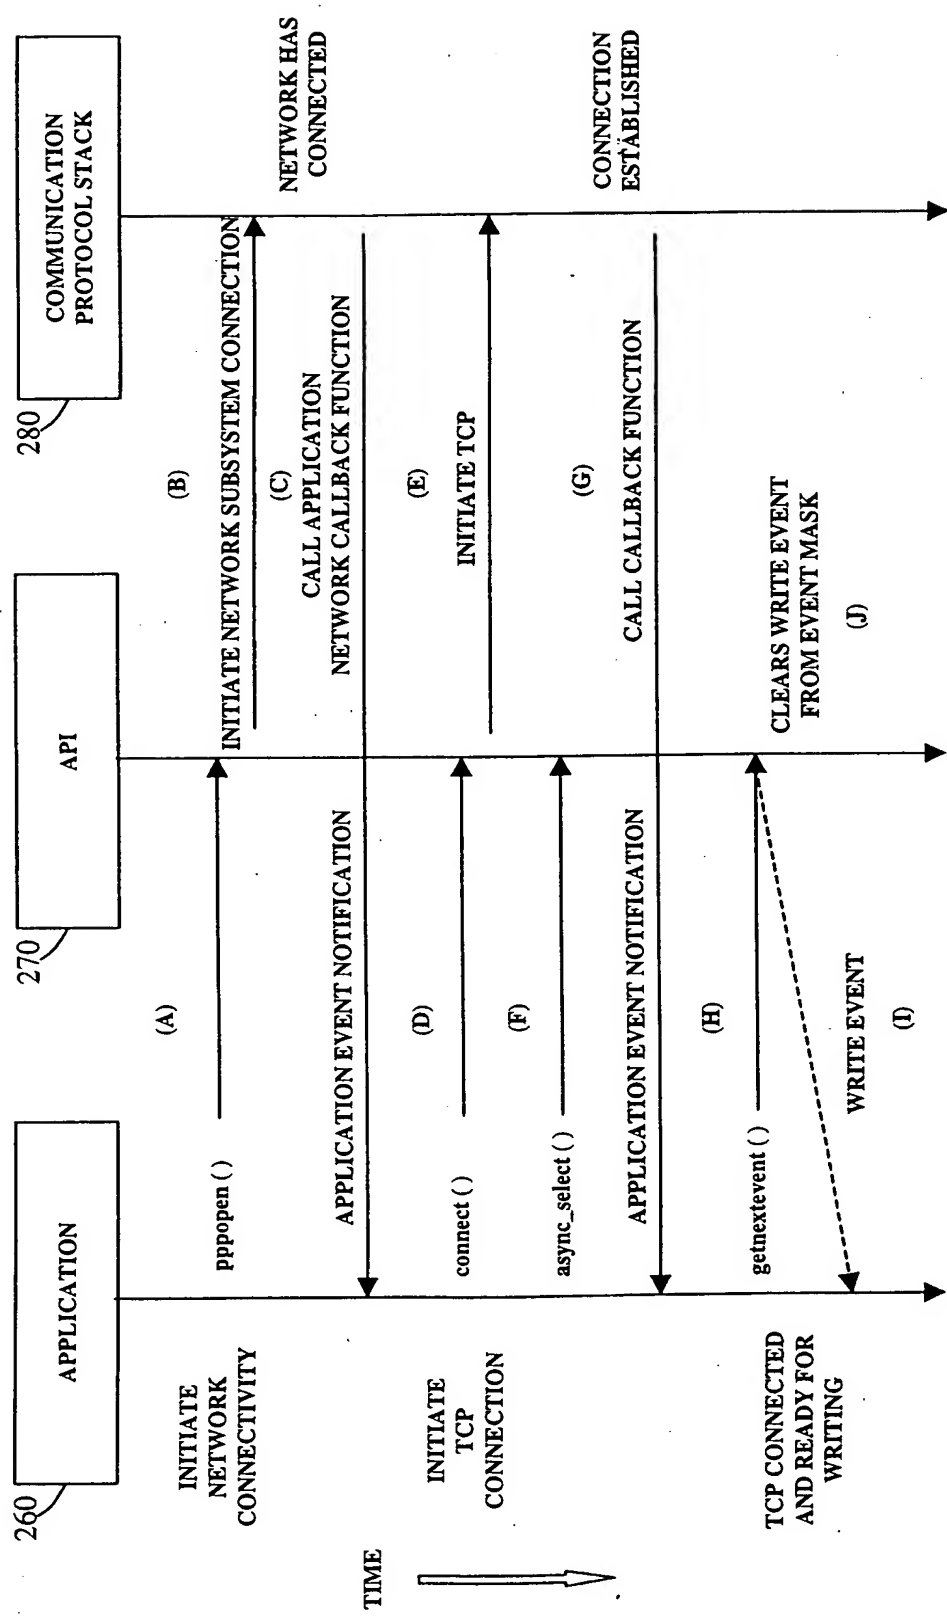 260
APPLICATION
270
API
280
COMMUNICATION
PROTOCOL STACK
INITIATE
NETWORK
CONNECTIVITY
pppopen ( )
(A)
(B)
INITIATE NETWORK SUBSYSTEM CONNECTION
NETWORK HAS
CONNECTED
(C)
CALL APPLICATION
NETWORK CALLBACK FUNCTION
APPLICATION EVENT NOTIFICATION
TIME
INITIATE
TCP
CONNECTION
connect ( )
(D)
(E)
INITIATE TCP
async_select ( )
(F)
CONNECTION
ESTABLISHED
(G)
CALL CALLBACK FUNCTION
APPLICATION EVENT NOTIFICATION
TCP CONNECTED
AND READY FOR
WRITING
getnextevent ( )
(H)
CLEARS WRITE EVENT
FROM EVENT MASK
(J)
WRITE EVENT
(I)